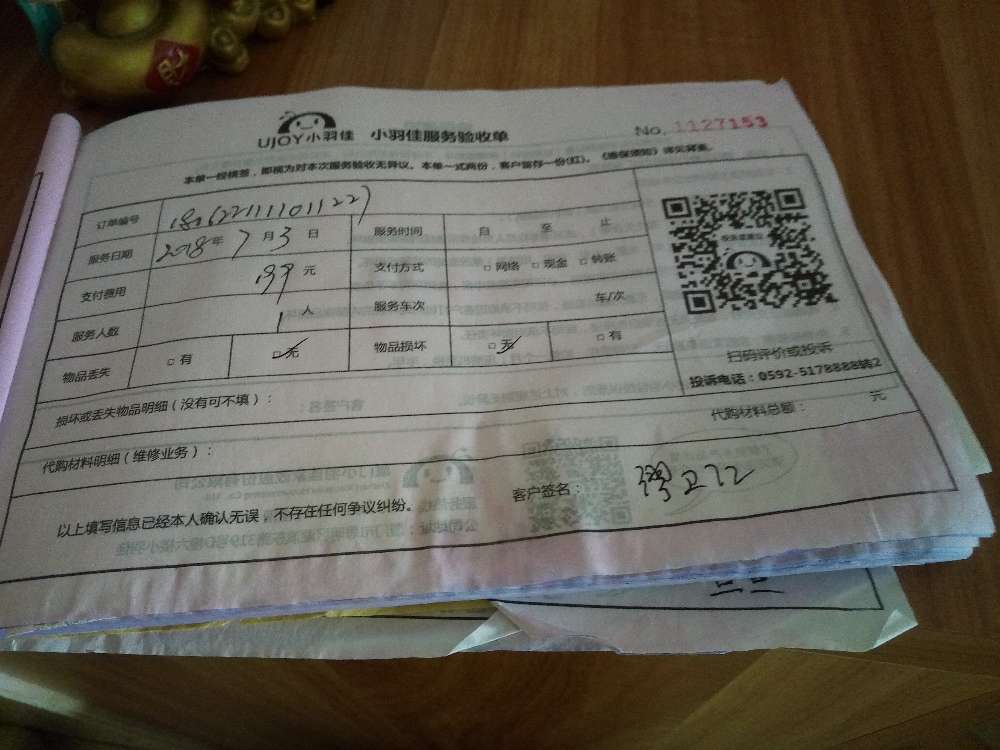 UJOY小羽佳 小羽佳服务验收单 No. 1127153
本单一经横签，即横为对本次服务验收无异议。本单一式两份，客户留存一份(红)。《维保须知》详见背面。
订单编号
服务日期 2018年7月3日 服务时间 自 至 止
支付费用 元 支付方式 □网络 □现金 □转账
服务人数 1 人 服务车次 车/次
物品丢失 □有 □无 物品损坏 □无 □有
扫码评价或投诉
投诉电话：0592-5178888转2
损坏或丢失物品明细（没有可不填）：
代购材料明细（维修业务）： 代购材料总额： 元
以上填写信息已经本人确认无误，不存在任何争议纠纷。 客户签名：